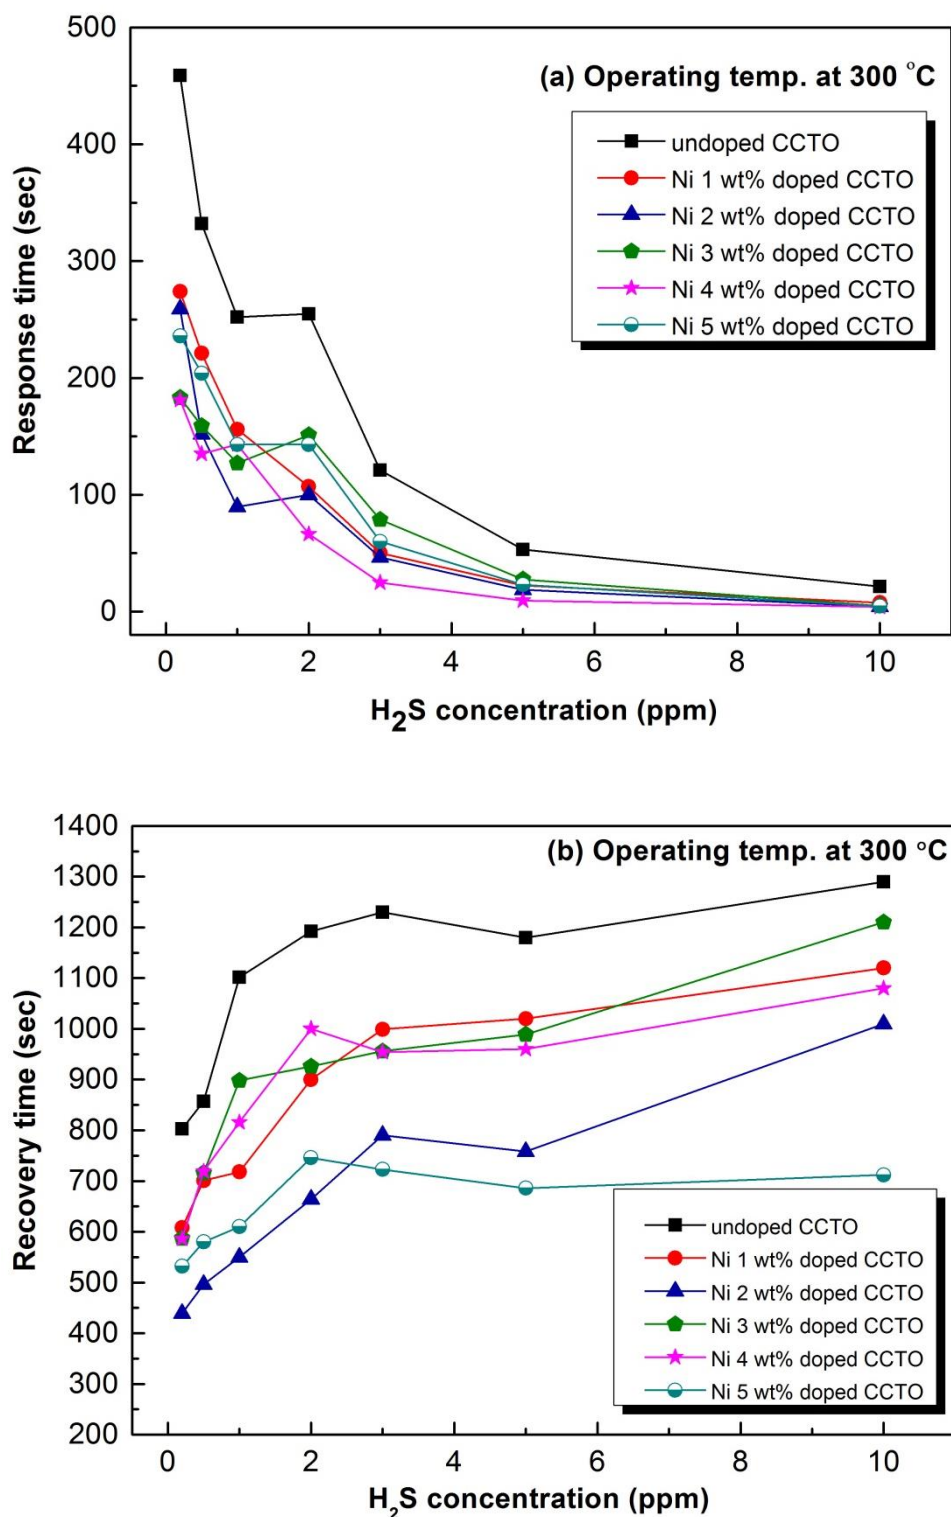 (a) Operating temp. at 300 °C
undoped CCTO
Ni 1 wt% doped CCTO
Ni 2 wt% doped CCTO
Ni 3 wt% doped CCTO
Ni 4 wt% doped CCTO
Ni 5 wt% doped CCTO
Response time (sec)
500
400
300
200
100
0
0 2 4 6 8 10
H₂S concentration (ppm)
(b) Operating temp. at 300 °C
Recovery time (sec)
1400
1300
1200
1100
1000
900
800
700
600
500
400
300
200
undoped CCTO
Ni 1 wt% doped CCTO
Ni 2 wt% doped CCTO
Ni 3 wt% doped CCTO
Ni 4 wt% doped CCTO
Ni 5 wt% doped CCTO
0 2 4 6 8 10
H₂S concentration (ppm)